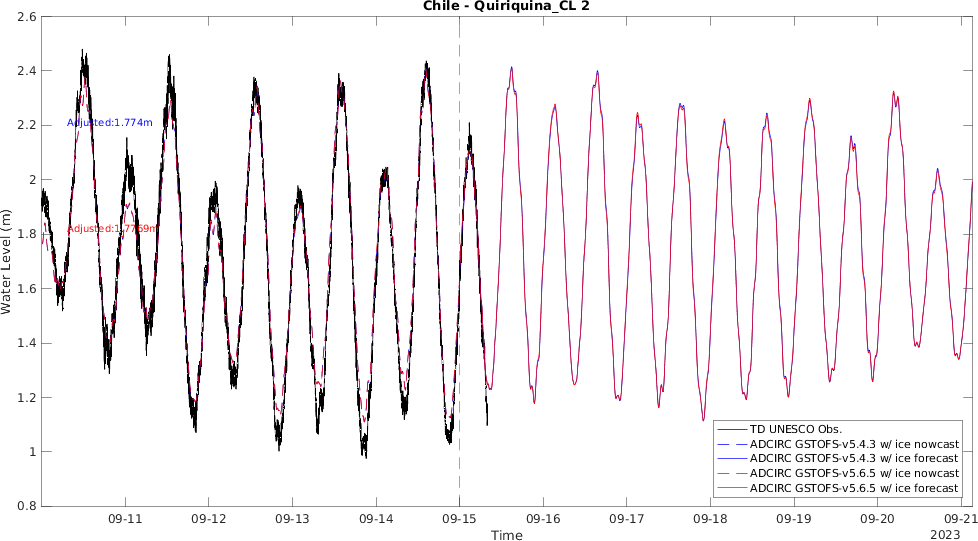 Chile - Quiriquina_CL 2
2.6
2.4
2.2
2
1.8
1.6
1.4
1.2
1
0.8
Water Level (m)
Adjusted:1.774m
Adjusted:1.7769m
TD UNESCO Obs.
ADCIRC GSTOFS-v5.4.3 w/ ice nowcast
ADCIRC GSTOFS-v5.4.3 w/ ice forecast
ADCIRC GSTOFS-v5.6.5 w/ ice nowcast
ADCIRC GSTOFS-v5.6.5 w/ ice forecast
09-11 09-12 09-13 09-14 09-15 09-16 09-17 09-18 09-19 09-20 09-21
Time
2023